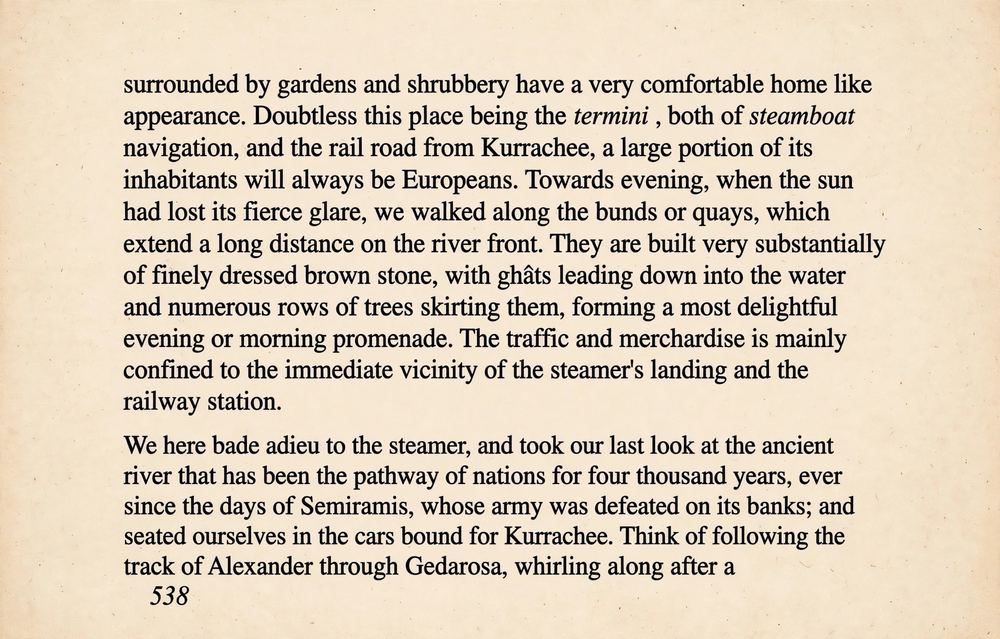 surrounded by gardens and shrubbery have a very comfortable home like
appearance. Doubtless this place being the termini , both of steamboat
navigation, and the rail road from Kurrachee, a large portion of its
inhabitants will always be Europeans. Towards evening, when the sun
had lost its fierce glare, we walked along the bunds or quays, which
extend a long distance on the river front. They are built very substantially
of finely dressed brown stone, with ghâts leading down into the water
and numerous rows of trees skirting them, forming a most delightful
evening or morning promenade. The traffic and merchardise is mainly
confined to the immediate vicinity of the steamer's landing and the
railway station.
We here bade adieu to the steamer, and took our last look at the ancient
river that has been the pathway of nations for four thousand years, ever
since the days of Semiramis, whose army was defeated on its banks; and
seated ourselves in the cars bound for Kurrachee. Think of following the
track of Alexander through Gedarosa, whirling along after a
538